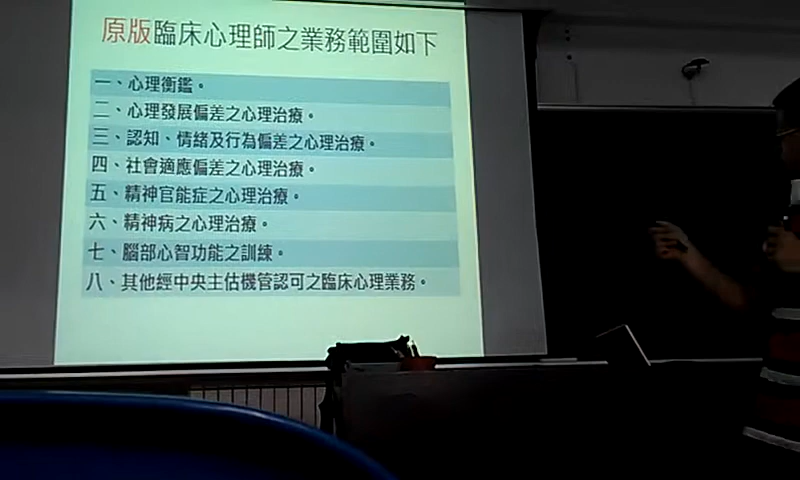 原版臨床心理師之業務範圍如下
一、心理衡鑑。
二、心理發展偏差之心理治療。
三、認知、情緒及行為偏差之心理治療。
四、社會適應偏差之心理治療。
五、精神官能症之心理治療。
六、精神病之心理治療。
七、腦部心智功能之訓練。
八、其他經中央主估機管認可之臨床心理業務。